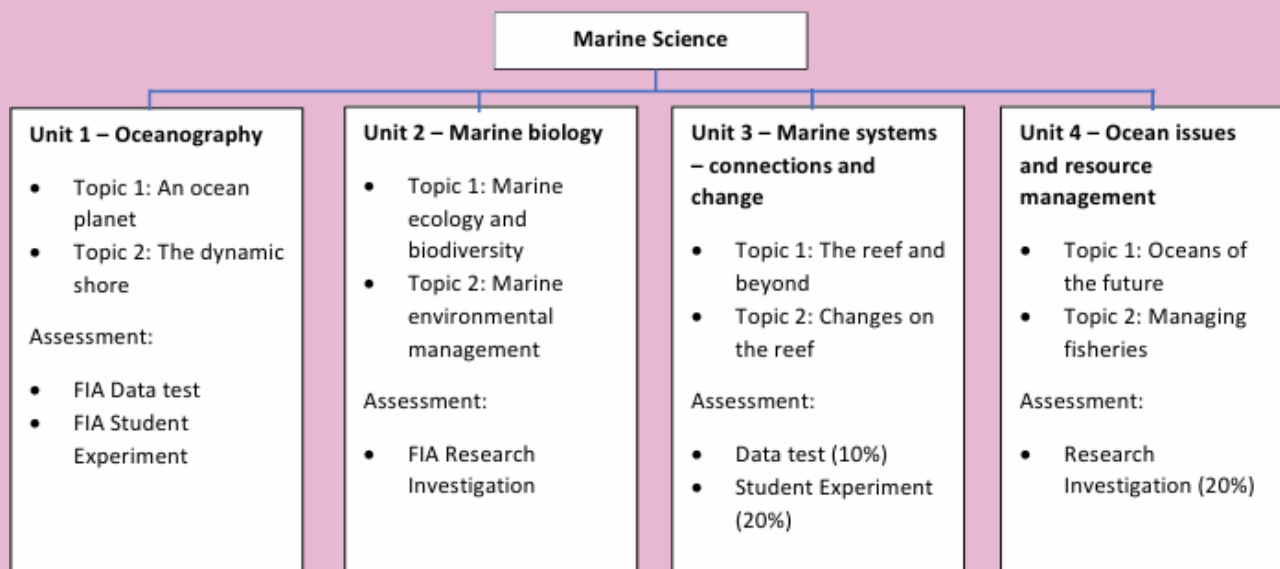 Marine Science
Unit 1 – Oceanography
• Topic 1: An ocean
planet
• Topic 2: The dynamic
shore
Assessment:
• FIA Data test
• FIA Student
Experiment
Unit 2 – Marine biology
• Topic 1: Marine
ecology and
biodiversity
• Topic 2: Marine
environmental
management
Assessment:
• FIA Research
Investigation
Unit 3 – Marine systems
– connections and
change
• Topic 1: The reef and
beyond
• Topic 2: Changes on
the reef
Assessment:
• Data test (10%)
• Student Experiment
(20%)
Unit 4 – Ocean issues
and resource
management
• Topic 1: Oceans of
the future
• Topic 2: Managing
fisheries
Assessment:
• Research
Investigation (20%)